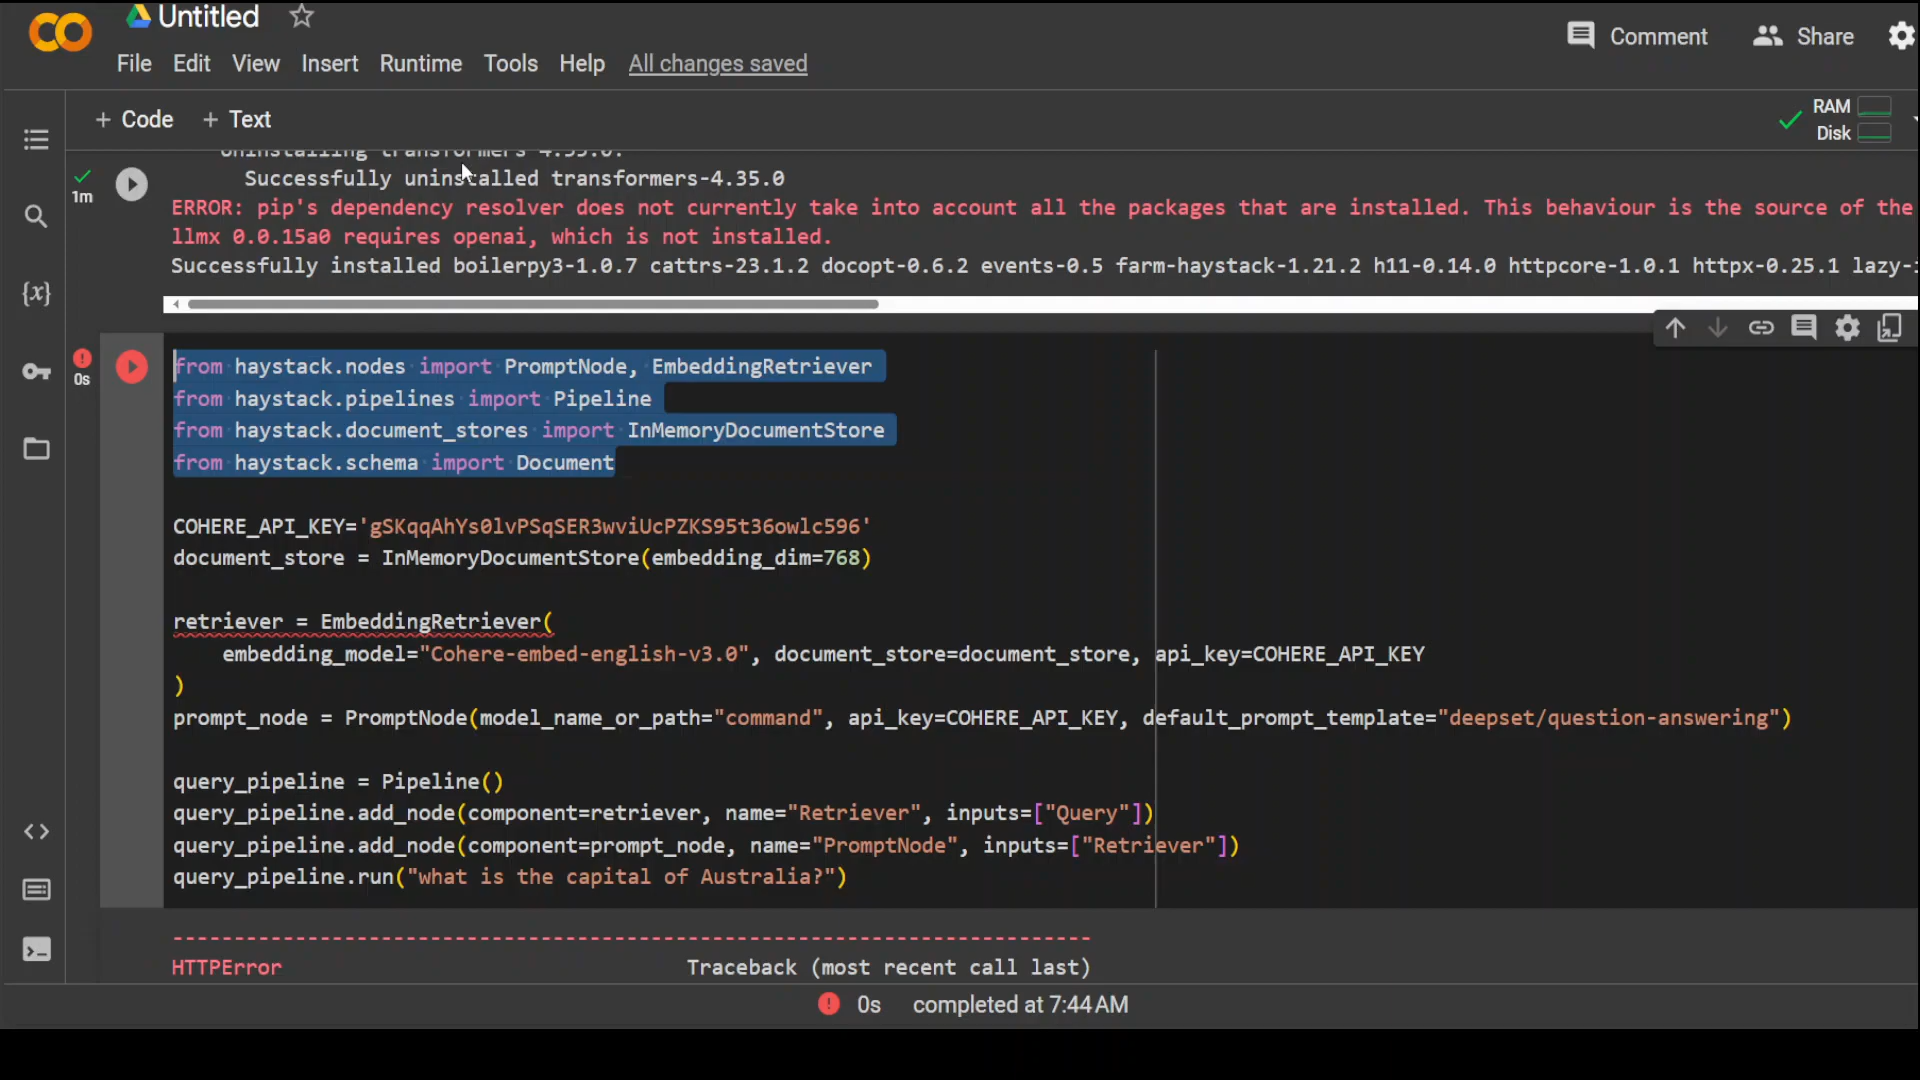 Untitled
Comment
Share
File Edit View Insert Runtime Tools Help All changes saved
+ Code + Text
RAM
Disk
Uninstalling transformers-4.35.0:
Successfully uninstalled transformers-4.35.0
1m
ERROR: pip's dependency resolver does not currently take into account all the packages that are installed. This behaviour is the source of the
llmx 0.0.15a0 requires openai, which is not installed.
Successfully installed boilerpy3-1.0.7 cattrs-23.1.2 docopt-0.6.2 events-0.5 farm-haystack-1.21.2 h11-0.14.0 httpcore-1.0.1 httpx-0.25.1 lazy-
{x}
0s
from haystack.nodes import PromptNode, EmbeddingRetriever
from haystack.pipelines import Pipeline
from haystack.document_stores import InMemoryDocumentStore
from haystack.schema import Document
COHERE_API_KEY='gSKqqAhYs0lvPSqSER3wviUcPZKS95t36owlc596'
document_store = InMemoryDocumentStore(embedding_dim=768)
retriever = EmbeddingRetriever(
embedding_model="Cohere-embed-english-v3.0", document_store=document_store, api_key=COHERE_API_KEY
)
prompt_node = PromptNode(model_name_or_path="command", api_key=COHERE_API_KEY, default_prompt_template="deepset/question-answering")
query_pipeline = Pipeline()
query_pipeline.add_node(component=retriever, name="Retriever", inputs=["Query"])
query_pipeline.add_node(component=prompt_node, name="PromptNode", inputs=["Retriever"])
query_pipeline.run("what is the capital of Australia?")
---------------------------------------------------------------------------
HTTPError Traceback (most recent call last)
0s completed at 7:44 AM